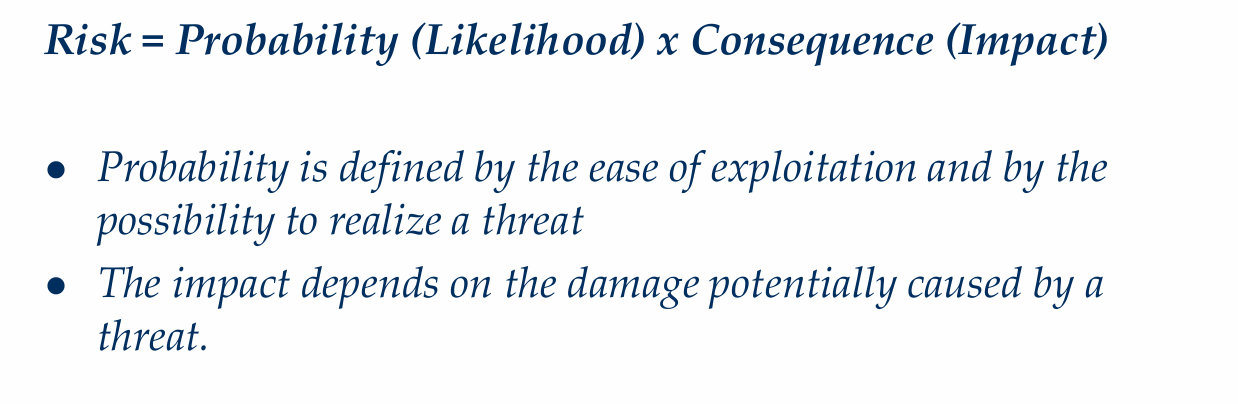 Risk = Probability (Likelihood) x Consequence (Impact)
● Probability is defined by the ease of exploitation and by the
possibility to realize a threat
● The impact depends on the damage potentially caused by a
threat.